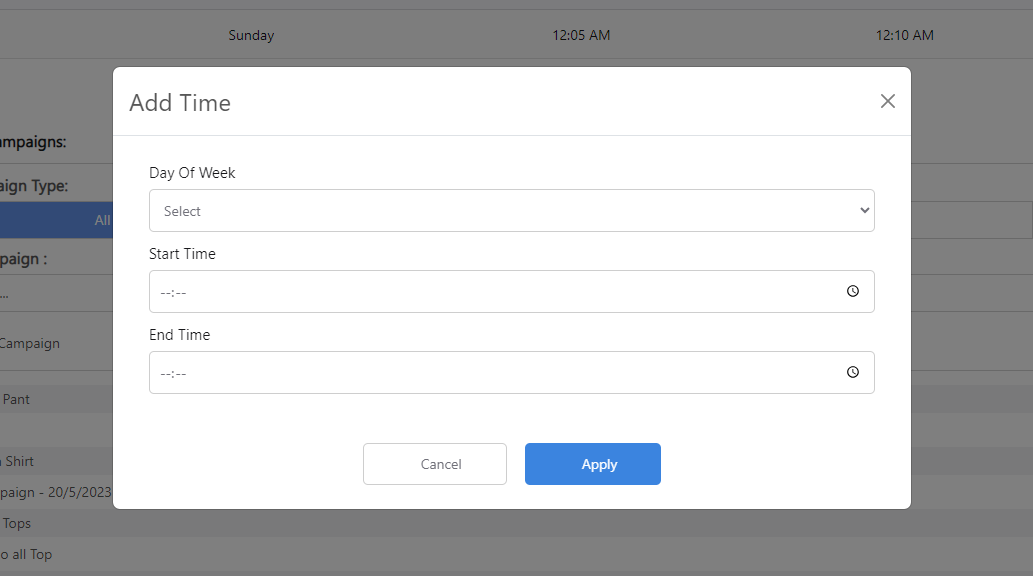 Sunday 12:05 AM 12:10 AM
Add Time
mpaigns:
Day Of Week
aign Type:
Select
All
Start Time
paign :
--:--
...
End Time
Campaign
--:--
Pant
Shirt
Cancel Apply
paign - 20/5/2023
Tops
o all Top